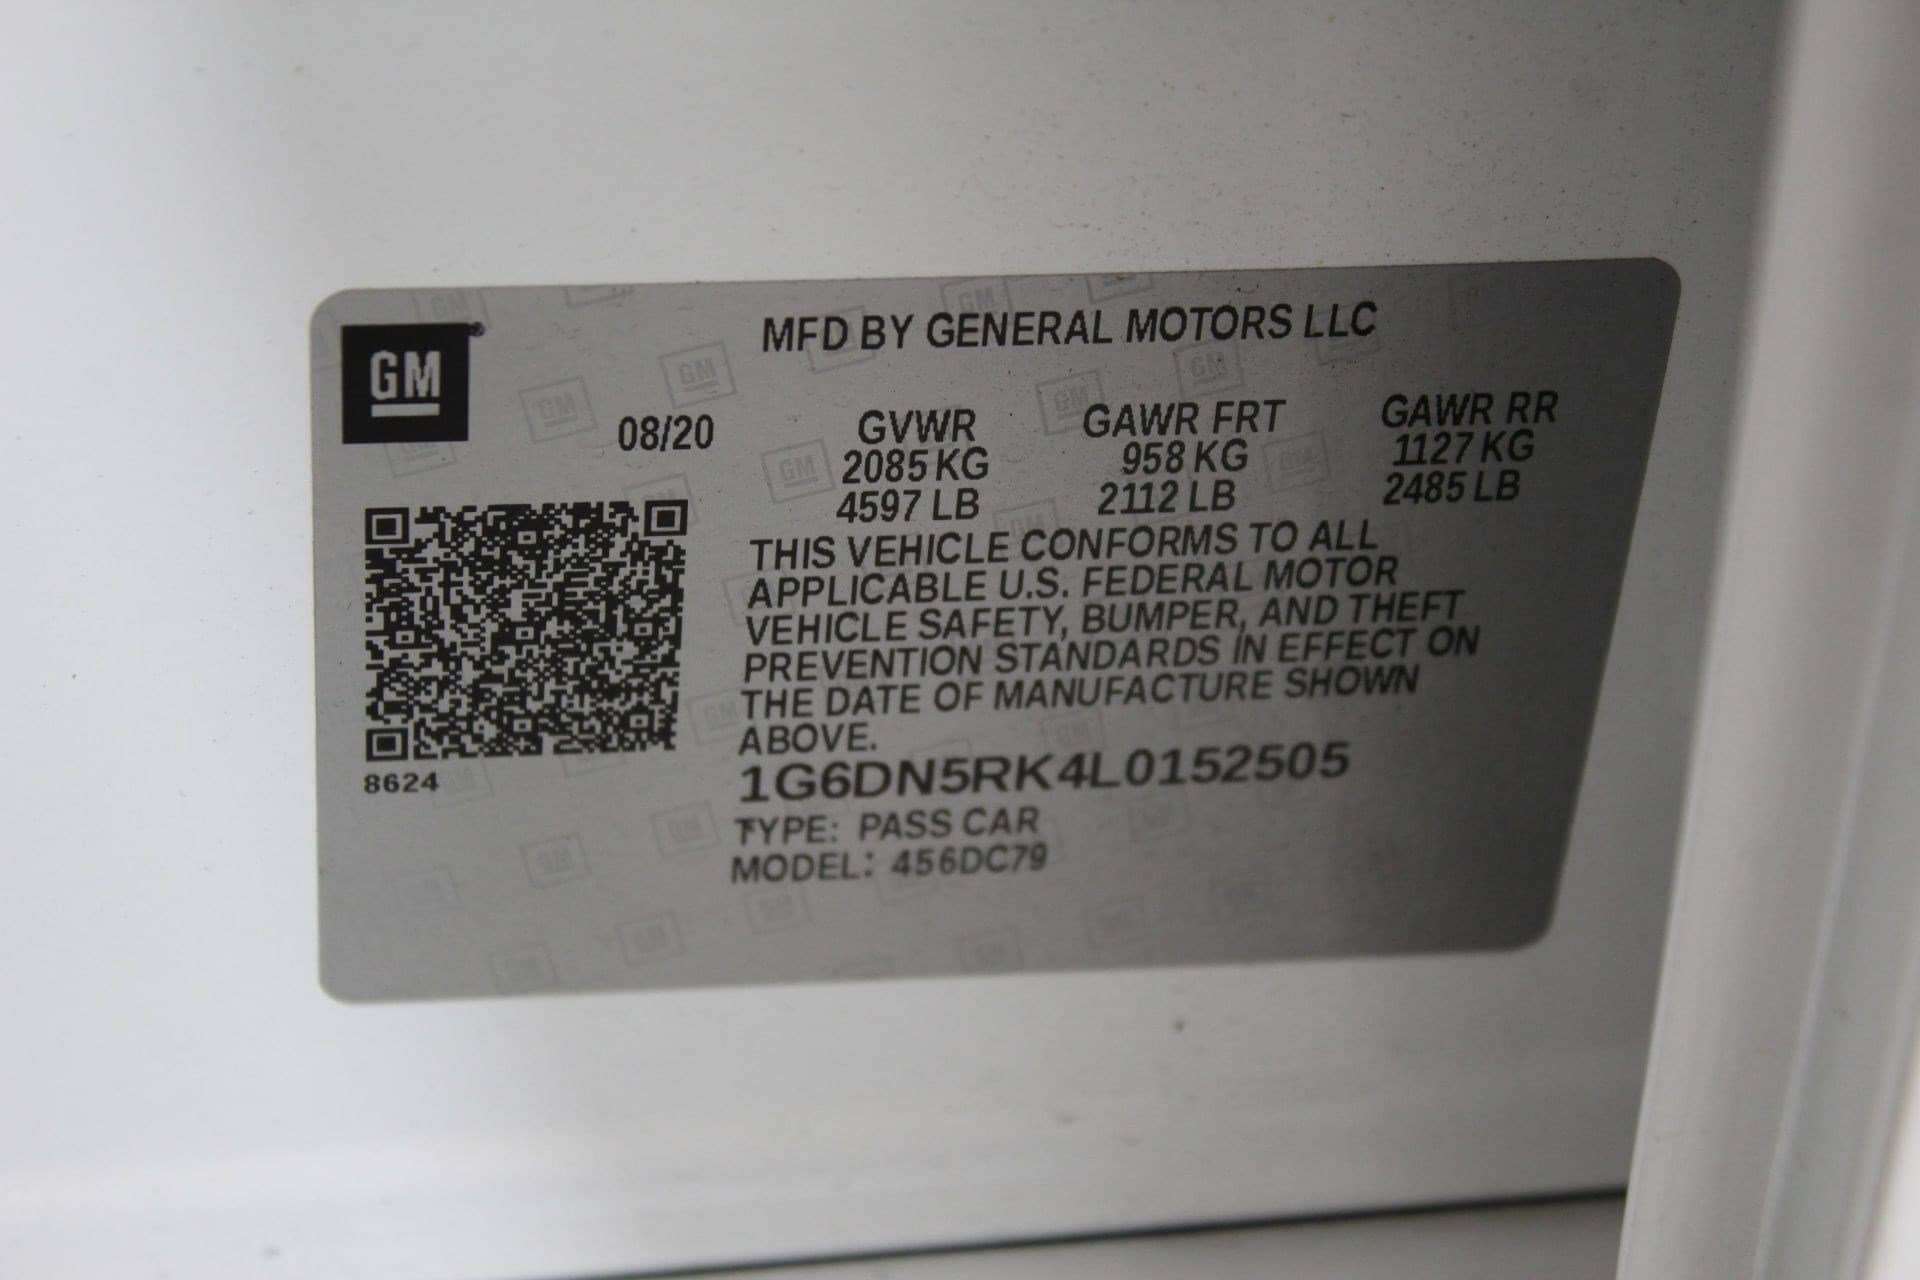 GM
MFD BY GENERAL MOTORS LLC
08/20 GVWR GAWR FRT GAWR RR
2085 KG 958 KG 1127 KG
4597 LB 2112 LB 2485 LB
THIS VEHICLE CONFORMS TO ALL
APPLICABLE U.S. FEDERAL MOTOR
VEHICLE SAFETY, BUMPER, AND THEFT
PREVENTION STANDARDS IN EFFECT ON
THE DATE OF MANUFACTURE SHOWN
ABOVE.
8624
1G6DN5RK4L0152505
TYPE: PASS CAR
MODEL: 456DC79